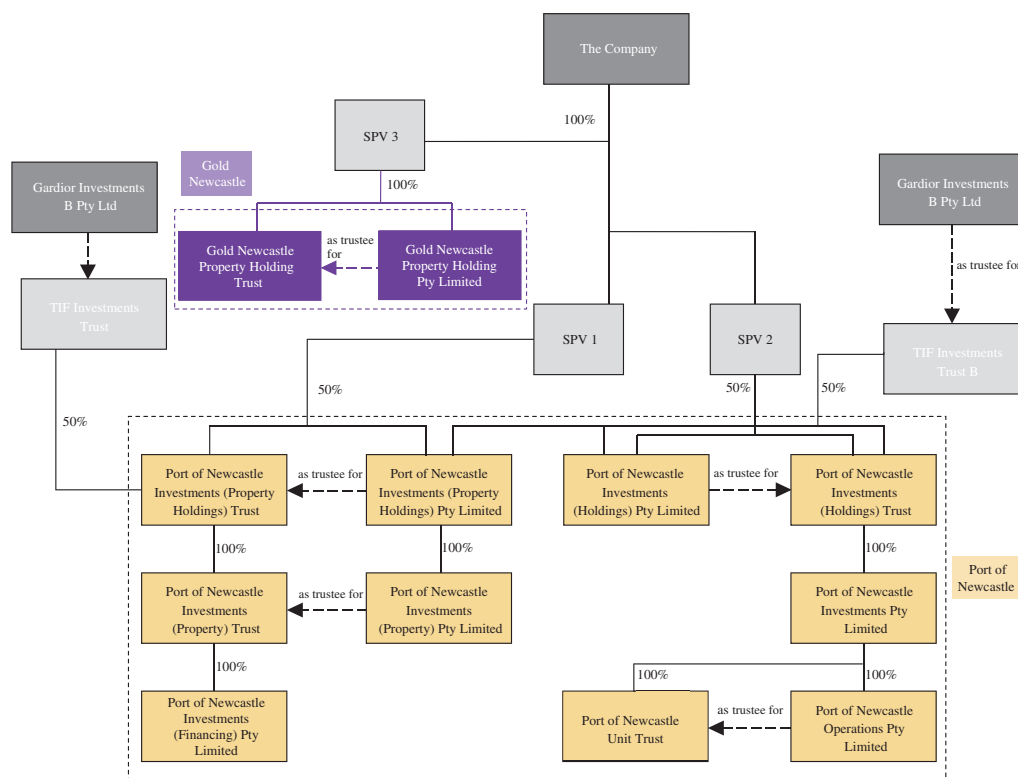 The Company
100%
SPV 3
Gold
Newcastle
100%
Gardior Investments
B Pty Ltd
Gardior Investments
B Pty Ltd
Gold Newcastle
Property Holding
Trust
as trustee
for
Gold Newcastle
Property Holding
Pty Limited
as trustee for
TIF Investments
Trust
SPV 1
SPV 2
TIF Investments
Trust B
50%
50%
50%
50%
Port of Newcastle
Investments (Property
Holdings) Trust
as trustee for
Port of Newcastle
Investments (Property
Holdings) Pty Limited
Port of Newcastle
Investments
(Holdings) Pty Limited
as trustee for
Port of Newcastle
Investments
(Holdings) Trust
100%
100%
100%
Port of Newcastle
Investments
(Property) Trust
as trustee for
Port of Newcastle
Investments
(Property) Pty Limited
Port of Newcastle
Investments Pty
Limited
Port of
Newcastle
100%
100%
100%
Port of Newcastle
Investments
(Financing) Pty
Limited
Port of Newcastle
Unit Trust
as trustee for
Port of Newcastle
Operations Pty
Limited